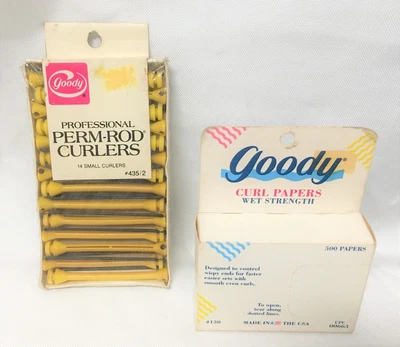 Goody
PROFESSIONAL
PERM-ROD®
CURLERS
14 SMALL CURLERS
#435/2
goody®
CURL PAPERS
WET STRENGTH
500 PAPERS
Designed to control
wispy ends for faster
easier sets with
smooth even curls.
To open,
tear along
dotted lines.
#130
MADE IN THE USA
UPC
00663